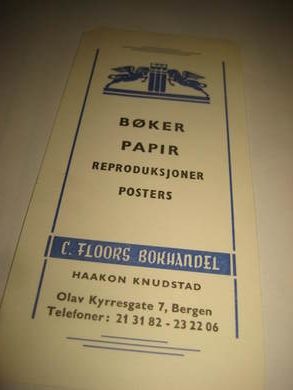 BØKER
PAPIR
REPRODUKSJONER
POSTERS
C. FLOORS BOKHANDEL
HAAKON KNUDSTAD
Olav Kyrresgate 7, Bergen
Telefoner: 21 31 82 - 23 22 06